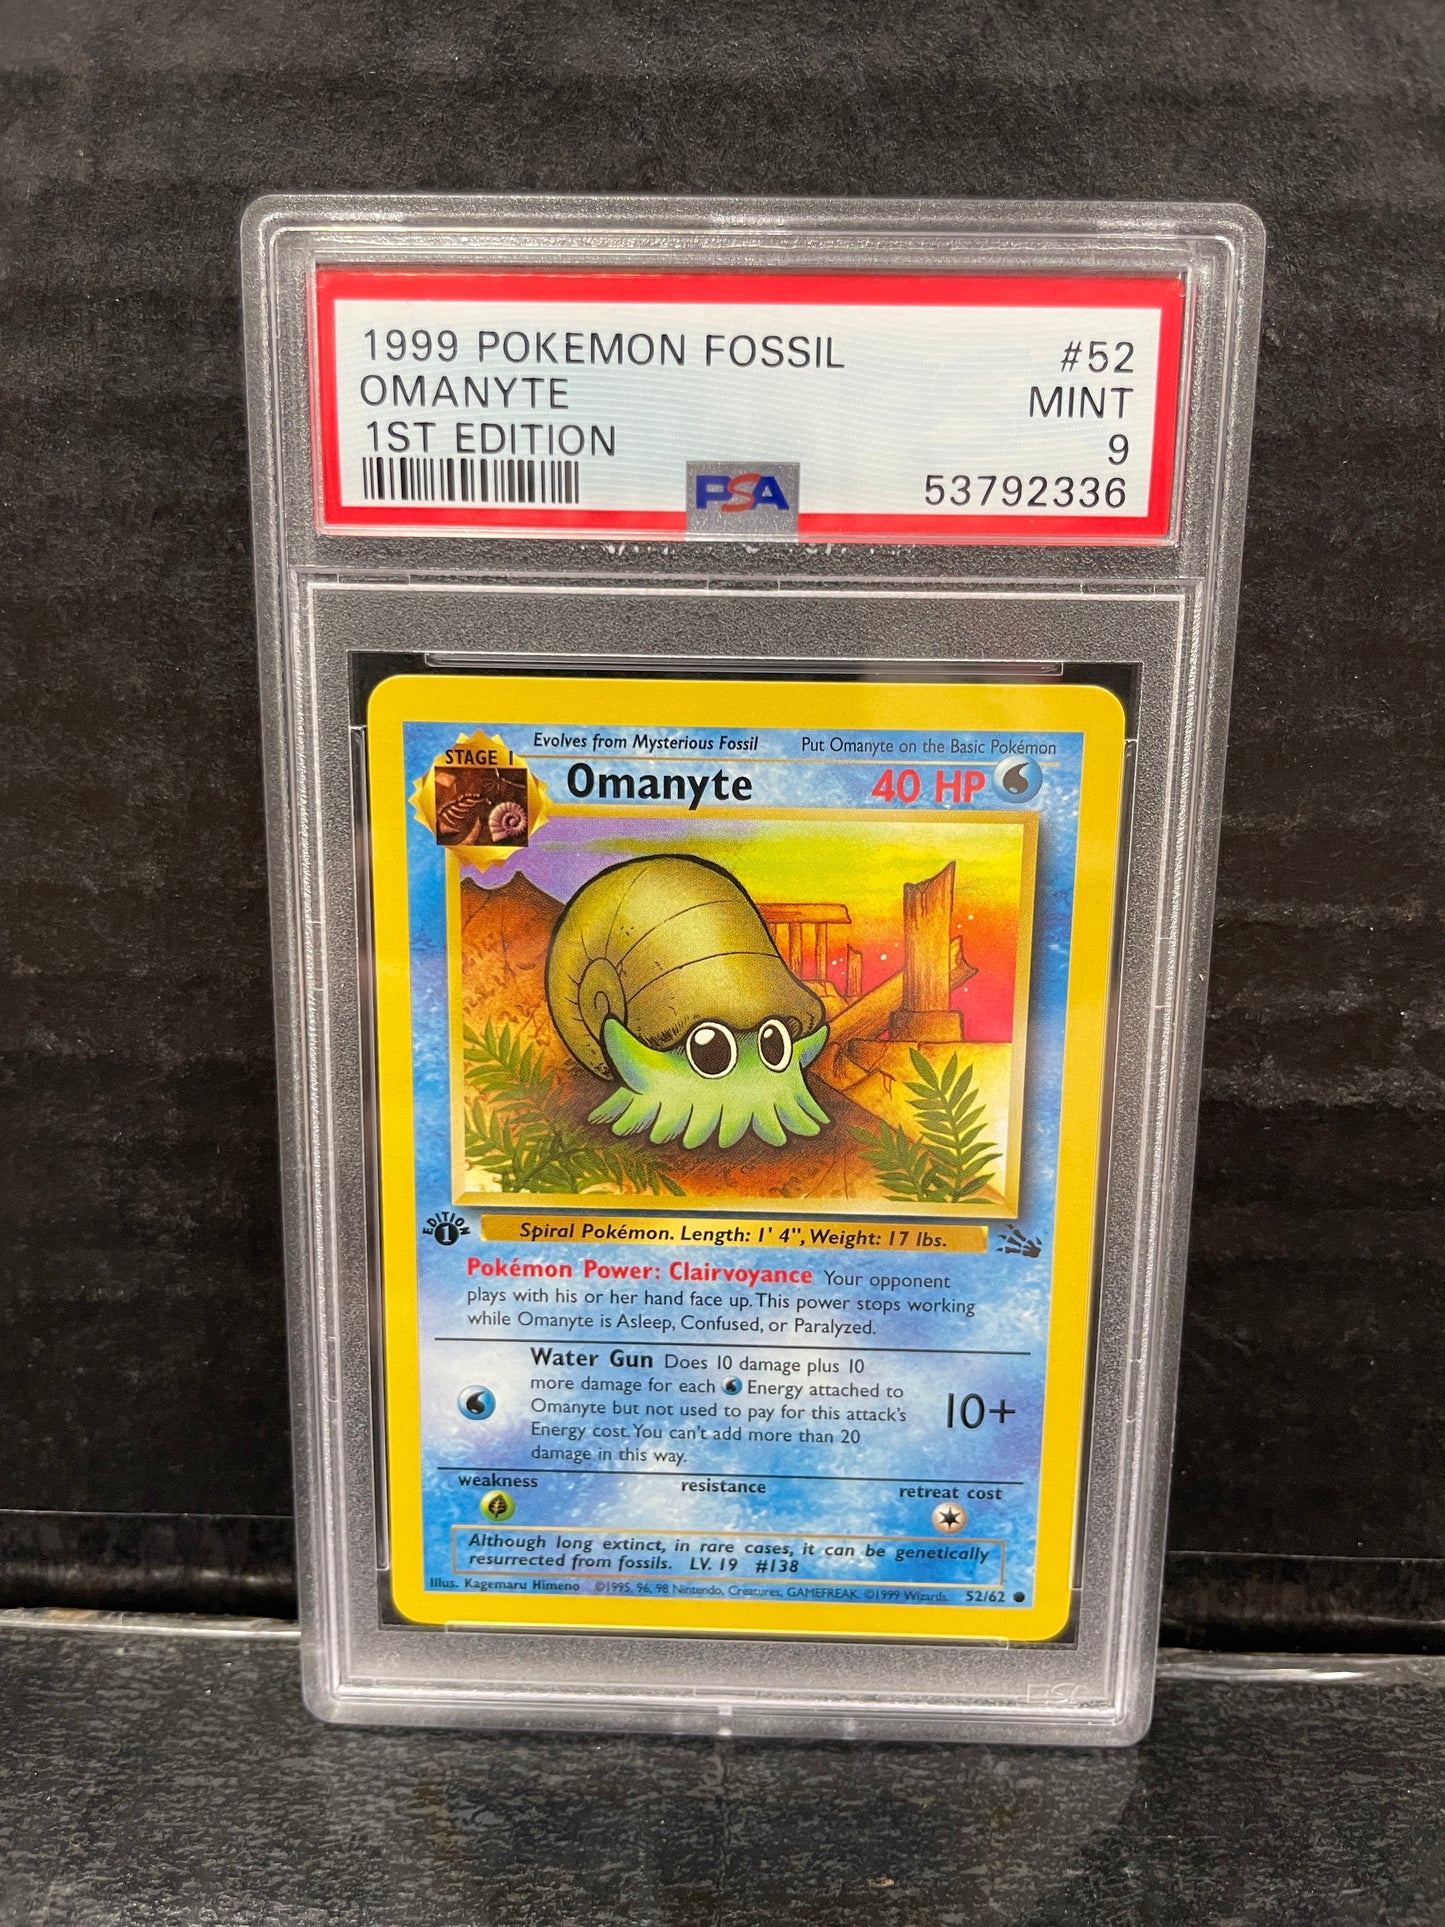 1999 POKEMON FOSSIL #52
OMANYTE MINT
1ST EDITION 9
PSA 53792336
Evolves from Mysterious Fossil Put Omanyte on the Basic Pokémon
STAGE 1
Omanyte 40 HP
EDITION 1
Spiral Pokémon. Length: 1' 4", Weight: 17 lbs.
Pokémon Power: Clairvoyance Your opponent
plays with his or her hand face up. This power stops working
while Omanyte is Asleep, Confused, or Paralyzed.
Water Gun Does 10 damage plus 10
more damage for each Energy attached to
Omanyte but not used to pay for this attack's
Energy cost. You can't add more than 20
damage in this way.
10+
weakness resistance retreat cost
Although long extinct, in rare cases, it can be genetically
resurrected from fossils. LV. 19 #138
Illus. Kagemaru Himeno ©1995, 96, 98 Nintendo, Creatures, GAMEFREAK. ©1999 Wizards. 52/62